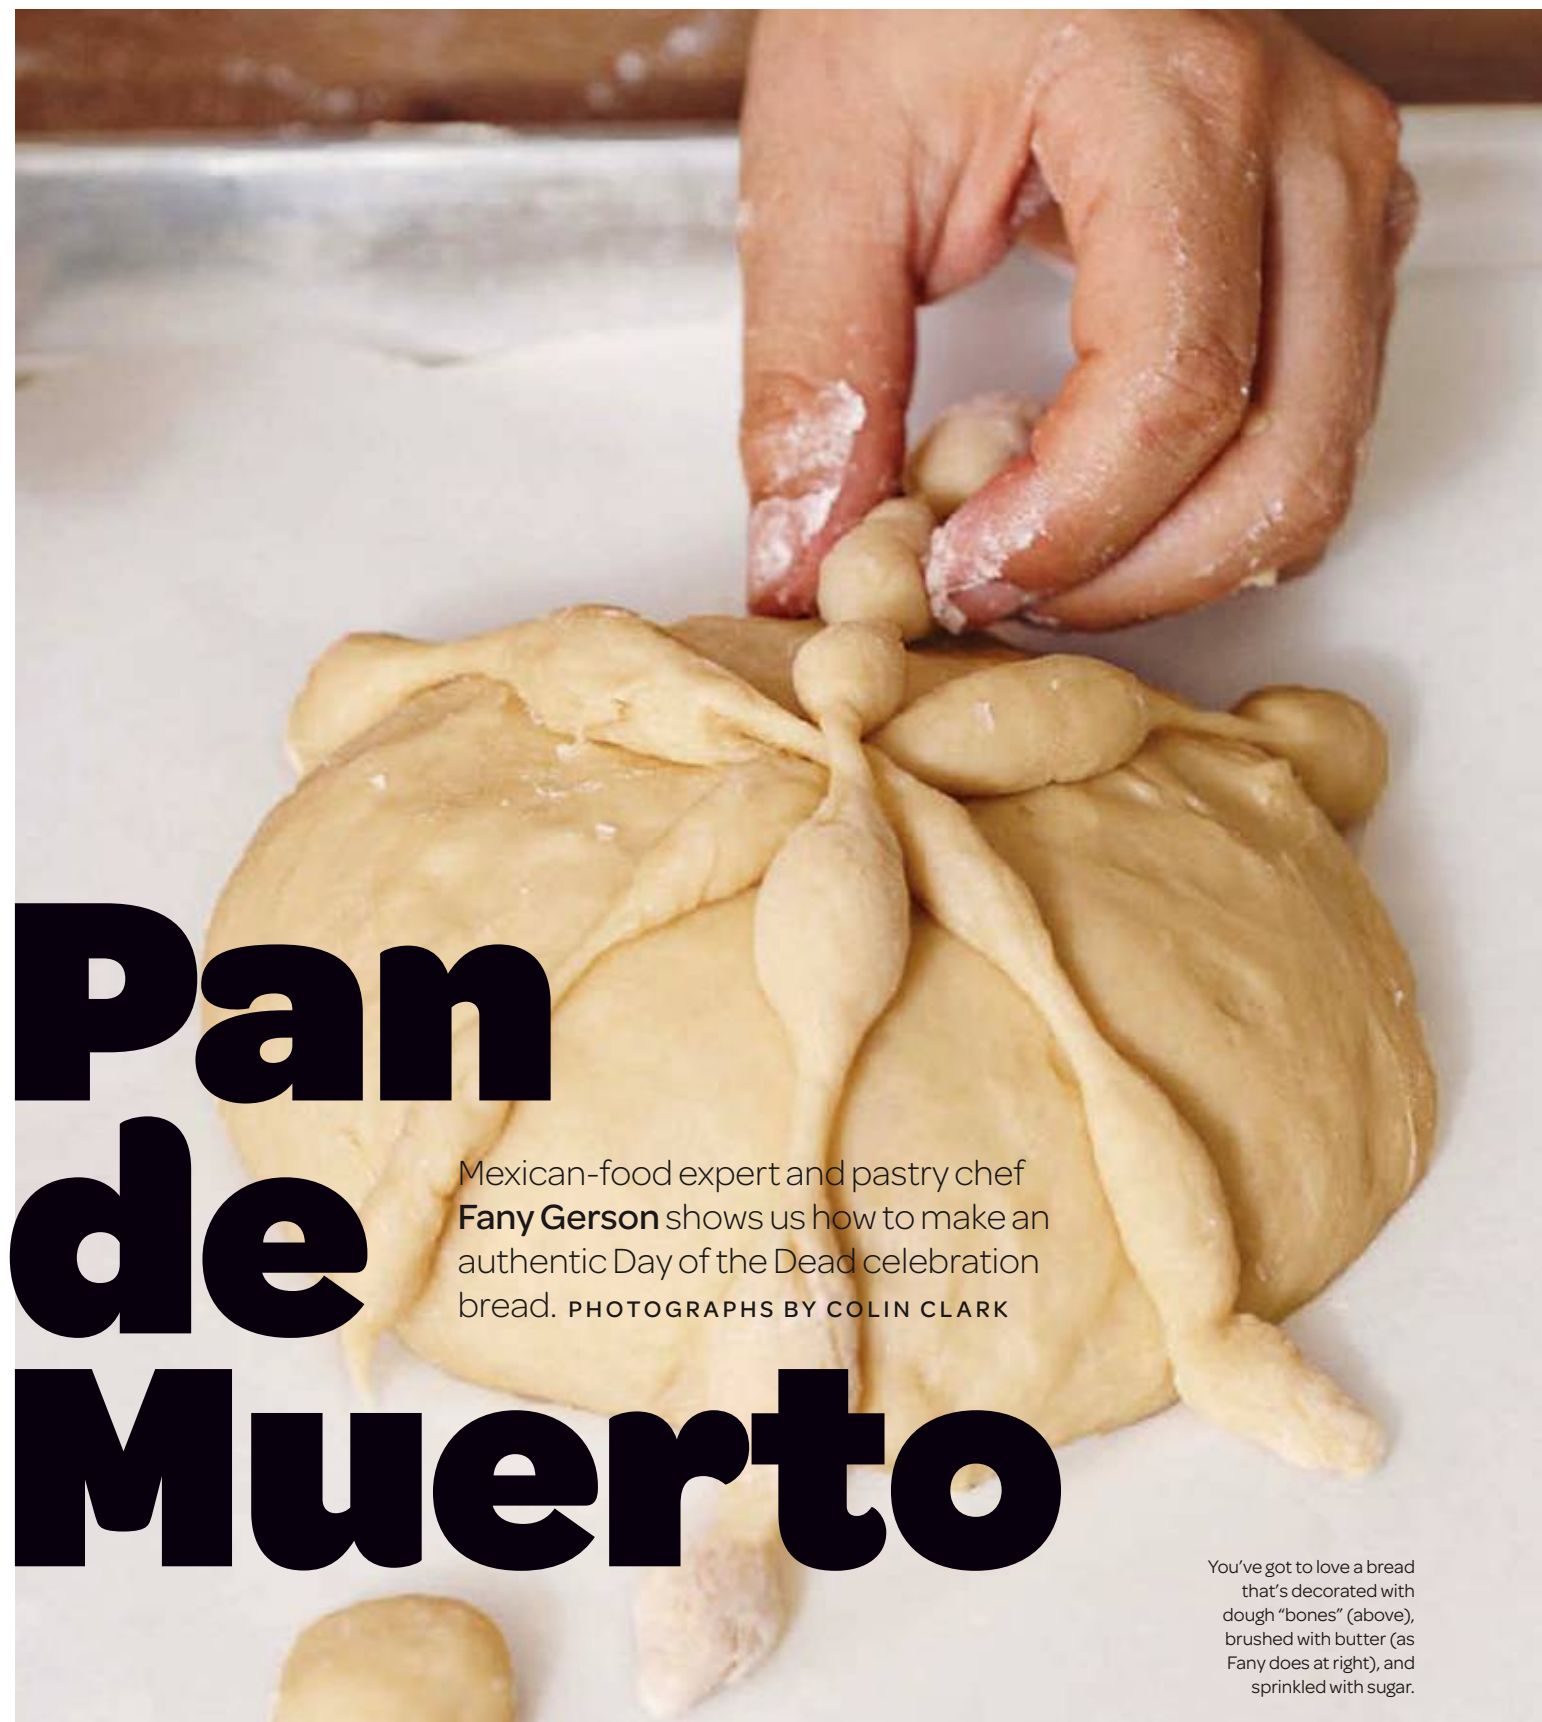 Pan
de
Muerto
Mexican-food expert and pastry chef
Fany Gerson shows us how to make an
authentic Day of the Dead celebration
bread. PHOTOGRAPHS BY COLIN CLARK
You’ve got to love a bread
that’s decorated with
dough “bones” (above),
brushed with butter (as
Fany does at right), and
sprinkled with sugar.